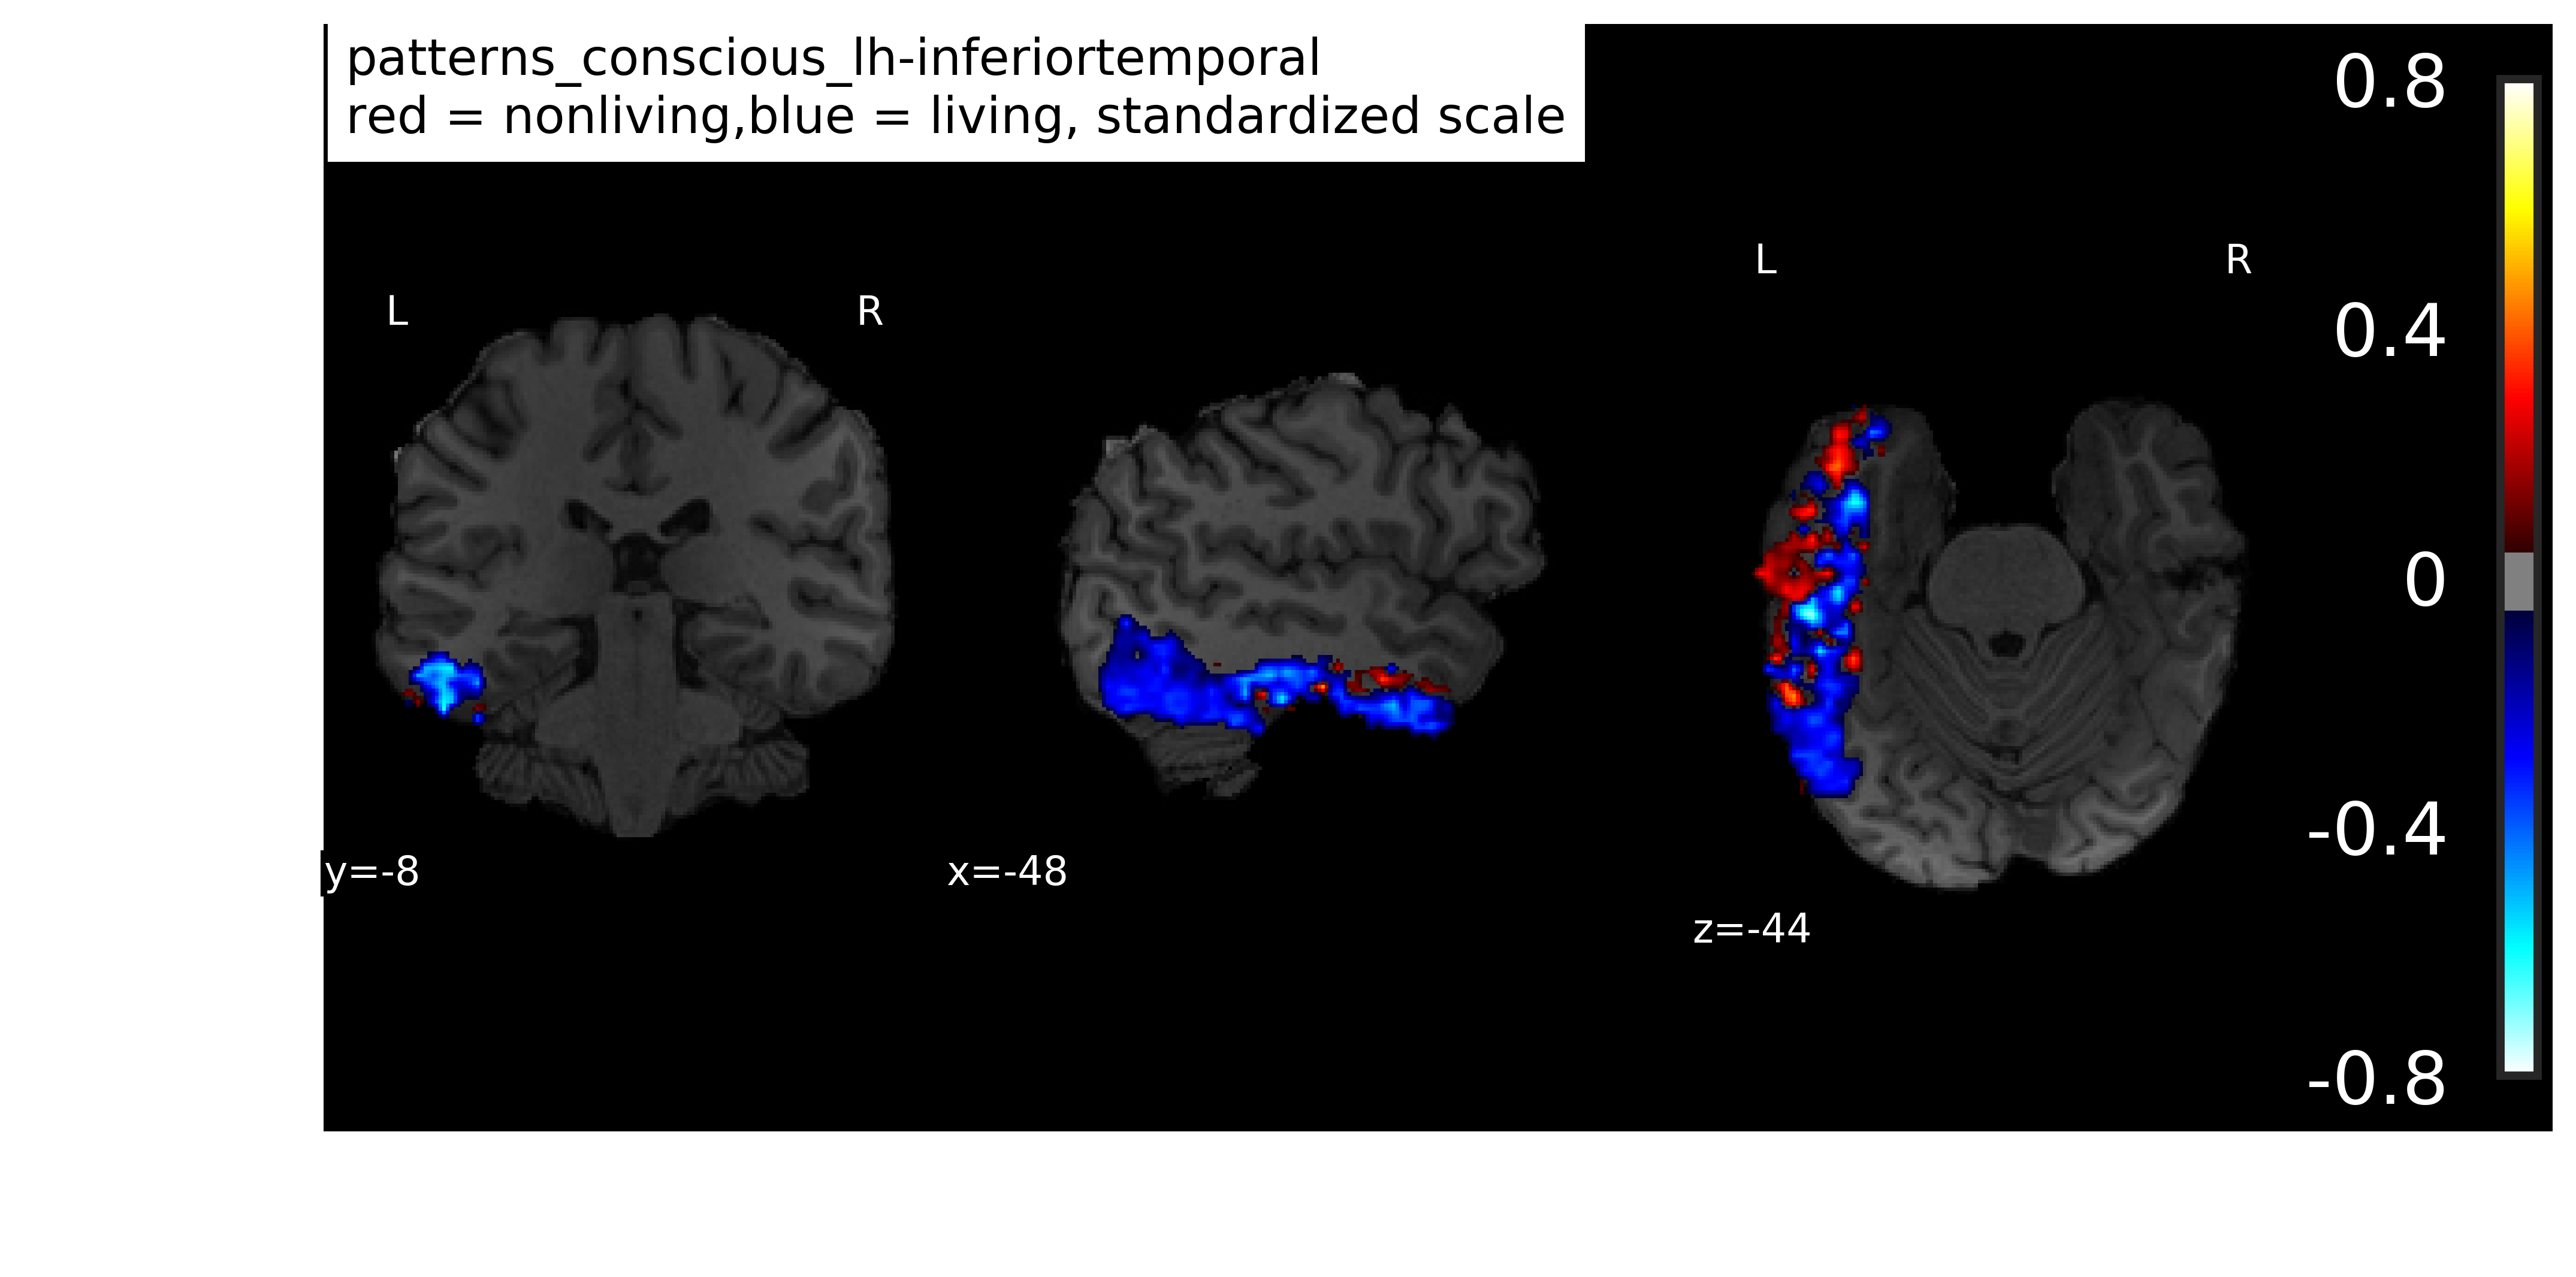 patterns_conscious_lh-inferiortemporal
red = nonliving,blue = living, standardized scale
L
R
y=-8
x=-48
L
R
z=-44
0.8
0.4
0
-0.4
-0.8